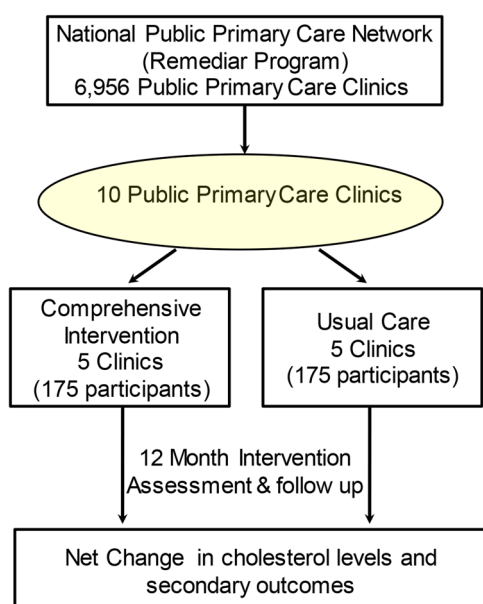 National Public Primary Care Network
(Remediar Program)
6,956 Public Primary Care Clinics
10 Public Primary Care Clinics
Comprehensive
Intervention
5 Clinics
(175 participants)
Usual Care
5 Clinics
(175 participants)
12 Month Intervention
Assessment & follow up
Net Change in cholesterol levels and
secondary outcomes